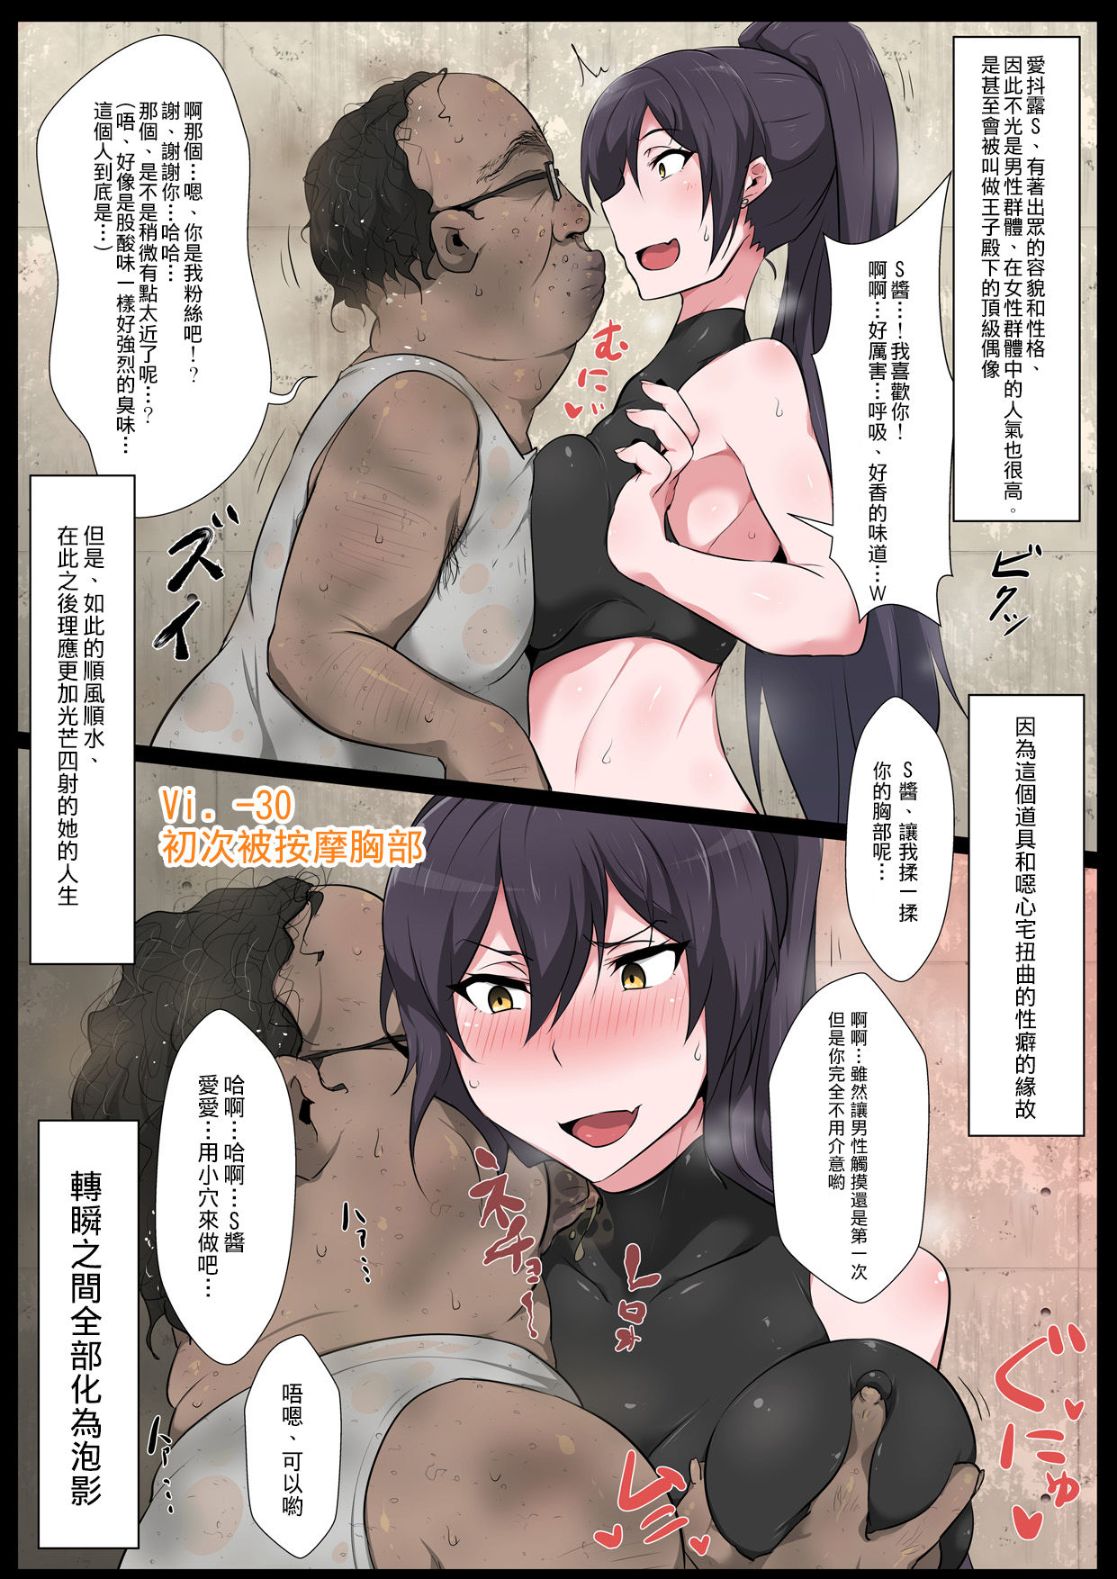 愛抖露S、有著出眾的容貌和性格、
因此不光是男性群體、在女性群體中的人氣也很高。
是甚至會被叫做王子殿下的頂級偶像
S醬…!我喜歡你!
啊啊…好厲害…呼吸、好香的味道…w
啊那個…嗯、你是我粉絲吧!?
謝、謝謝你…哈哈…
那個、是不是稍微有點太近了呢…?
(唔、好像是股酸味一樣好強烈的臭味…
這個人到底是…)
むにぃ
ビクッ
ズイ
但是、如此的順風順水、
在此之後理應更加光芒四射的她的人生
因為這個道具和噁心宅扭曲的性癖的緣故
S醬、讓我揉一揉
你的胸部呢…
Vi. -30
初次被按摩胸部
啊啊…雖然讓男性觸摸還是第一次
但是你完全不用介意喲
哈啊…哈啊…S醬
愛愛…用小穴來做吧…
唔嗯、可以喲
ハァ…
ネチョ
レロォ
ぐにゅ
ムニ
ハァ…
轉瞬之間全部化為泡影